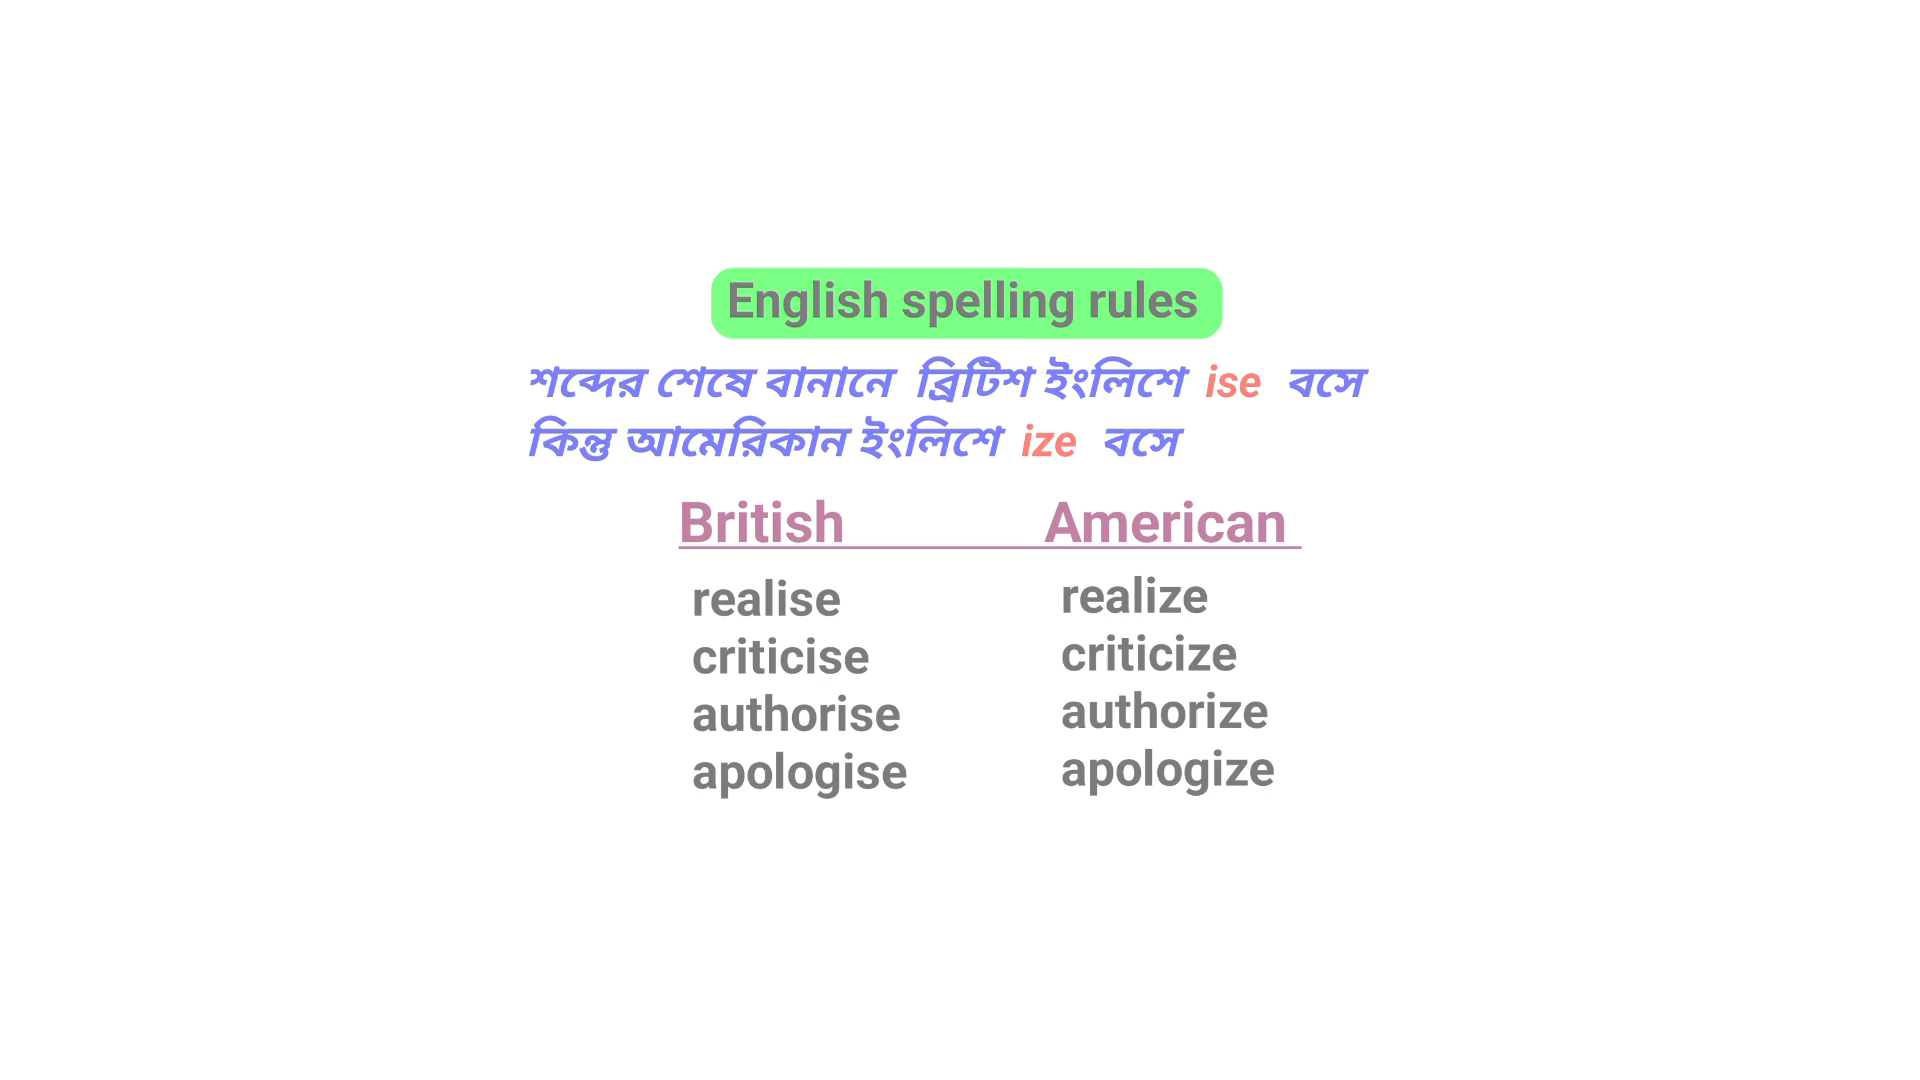 English spelling rules
শব্দের শেষে বানানে ব্রিটিশ ইংলিশে ise বসে
কিন্তু আমেরিকান ইংলিশে ize বসে
British American
realise realize
criticise criticize
authorise authorize
apologise apologize